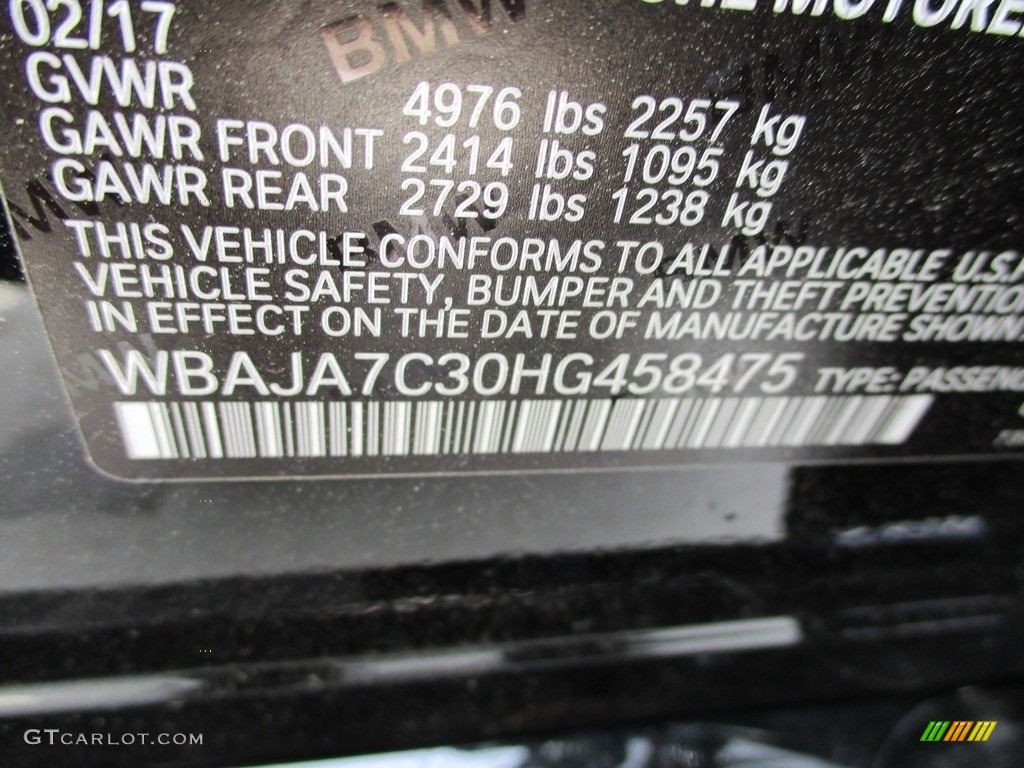 02/17
GVWR 4976 lbs 2257 kg
GAWR FRONT 2414 lbs 1095 kg
GAWR REAR 2729 lbs 1238 kg
THIS VEHICLE CONFORMS TO ALL APPLICABLE U.S.A
VEHICLE SAFETY, BUMPER AND THEFT PREVENTIO
IN EFFECT ON THE DATE OF MANUFACTURE SHOWN
WBAJA7C30HG458475 TYPE: PASSENG
BMW
GTCARLOT.COM